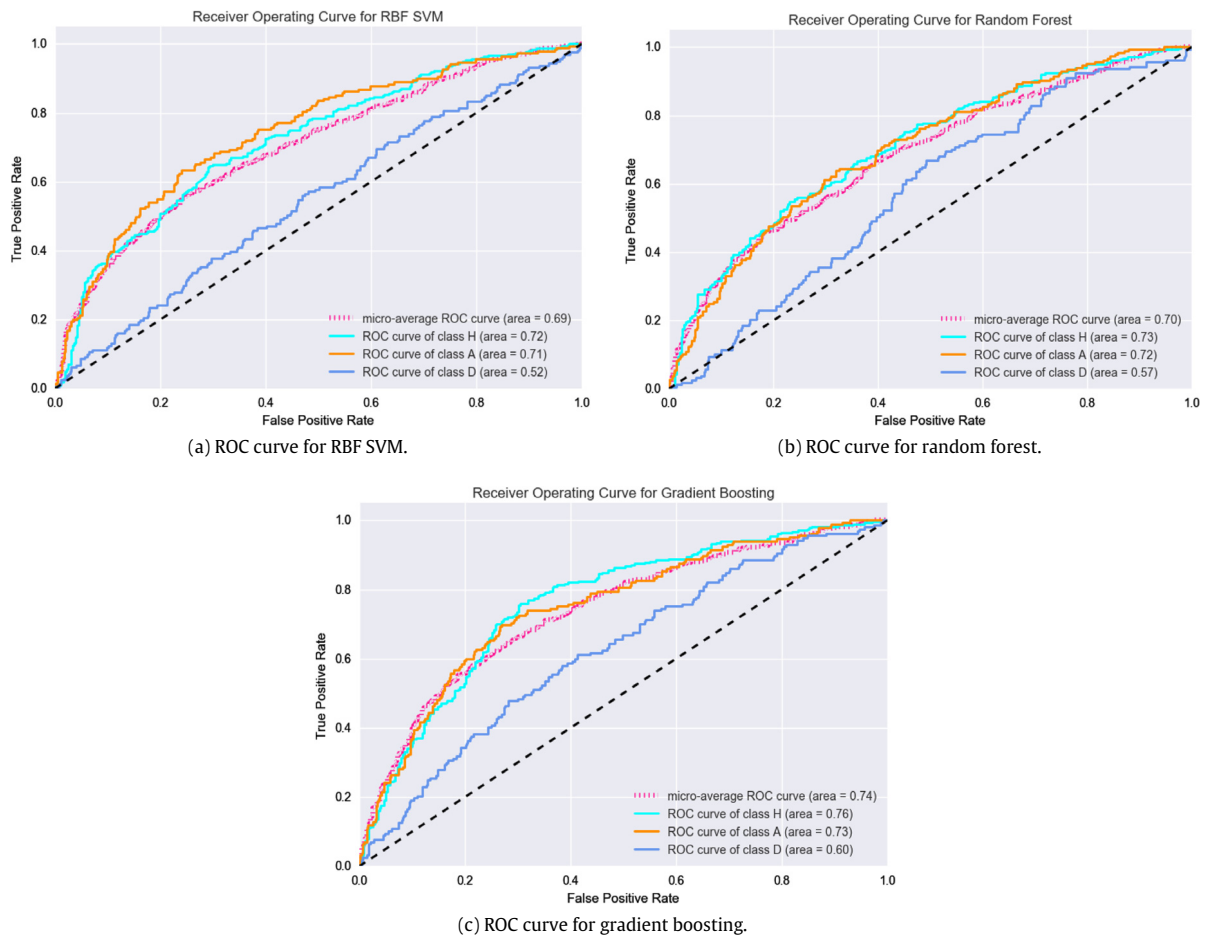 Receiver Operating Curve for RBF SVM
1.0
0.8
0.6
0.4
0.2
0.0
True Positive Rate
micro-average ROC curve (area = 0.69)
ROC curve of class H (area = 0.72)
ROC curve of class A (area = 0.71)
ROC curve of class D (area = 0.52)
0.0 0.2 0.4 0.6 0.8 1.0
False Positive Rate
(a) ROC curve for RBF SVM.
Receiver Operating Curve for Random Forest
1.0
0.8
0.6
0.4
0.2
0.0
True Positive Rate
micro-average ROC curve (area = 0.70)
ROC curve of class H (area = 0.73)
ROC curve of class A (area = 0.72)
ROC curve of class D (area = 0.57)
0.0 0.2 0.4 0.6 0.8 1.0
False Positive Rate
(b) ROC curve for random forest.
Receiver Operating Curve for Gradient Boosting
1.0
0.8
0.6
0.4
0.2
0.0
True Positive Rate
micro-average ROC curve (area = 0.74)
ROC curve of class H (area = 0.76)
ROC curve of class A (area = 0.73)
ROC curve of class D (area = 0.60)
0.0 0.2 0.4 0.6 0.8 1.0
False Positive Rate
(c) ROC curve for gradient boosting.